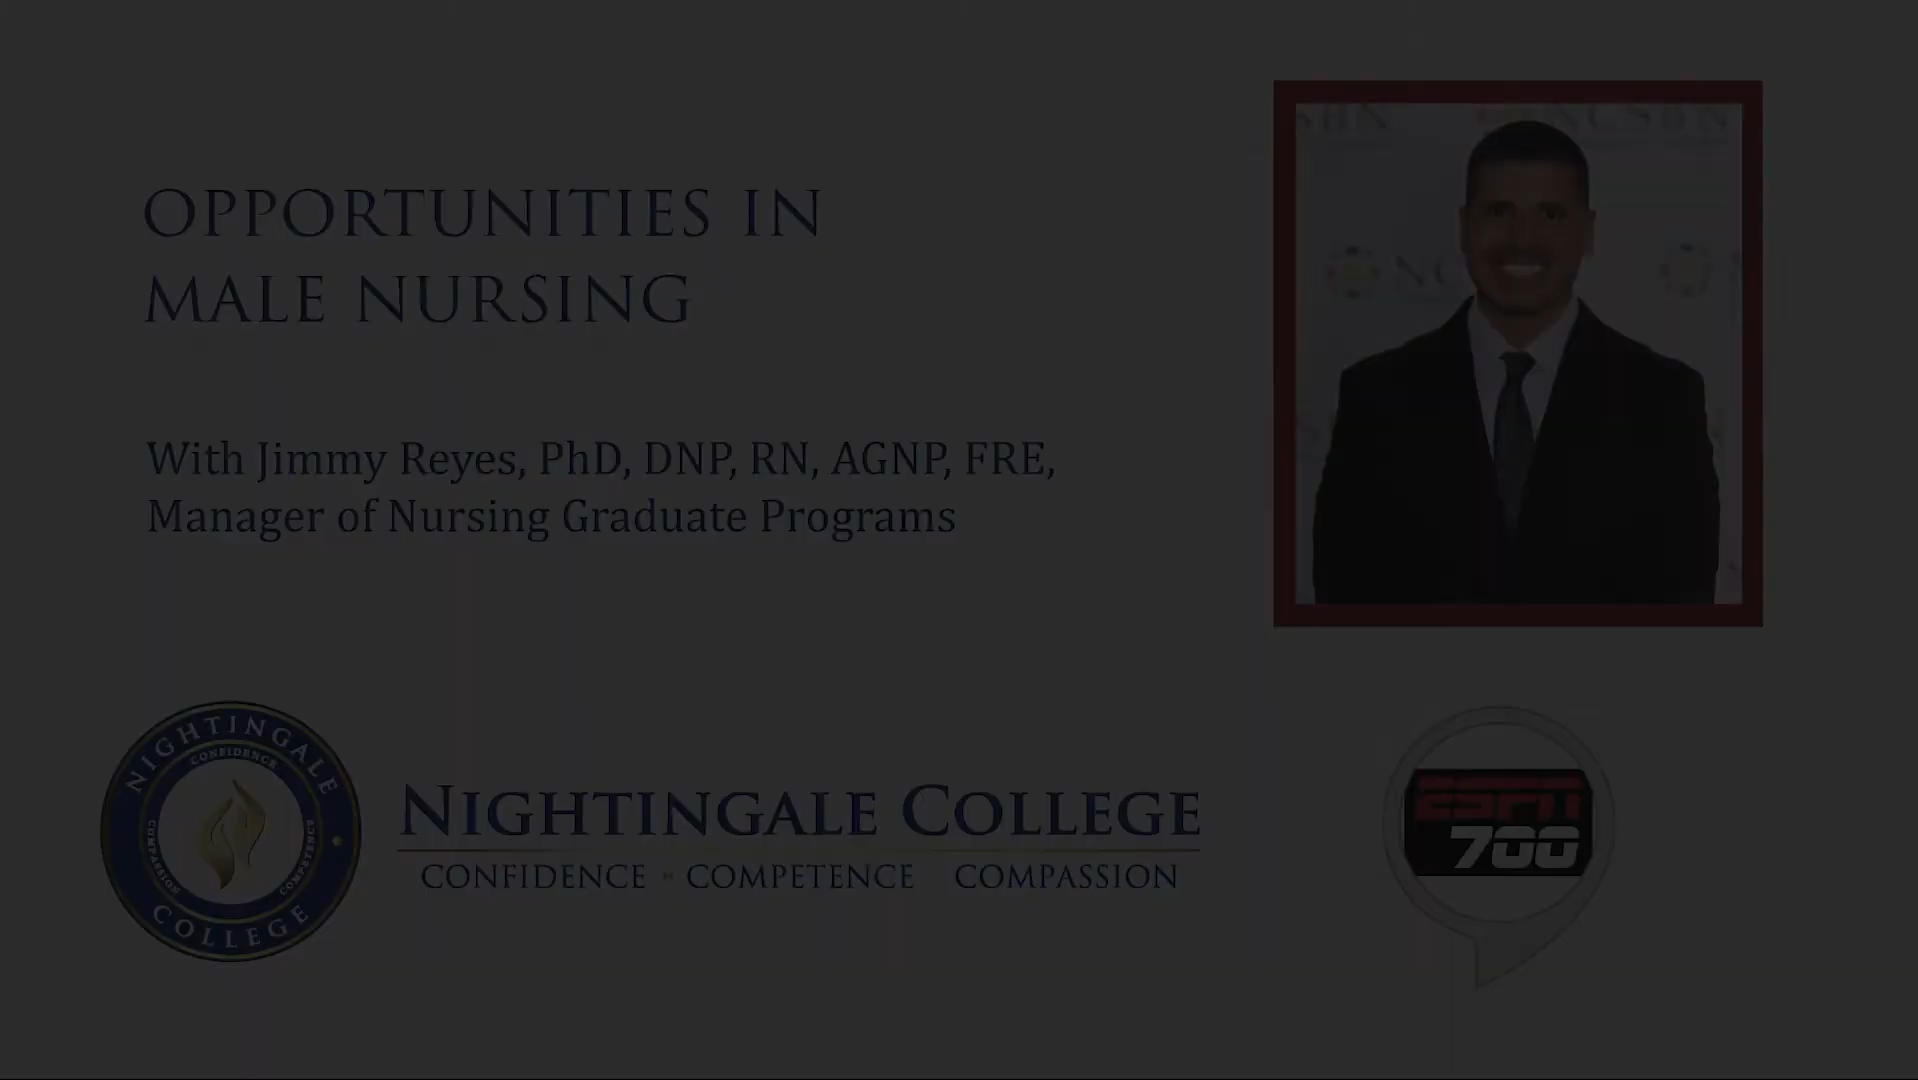 OPPORTUNITIES IN
MALE NURSING
With Jimmy Reyes, PhD, DNP, RN, AGNP, FRE,
Manager of Nursing Graduate Programs
NCSBN
NIGHTINGALE
CONFIDENCE
COMPASSION
COMPETENCE
COLLEGE
NIGHTINGALE COLLEGE
CONFIDENCE COMPETENCE COMPASSION
ESPN
700